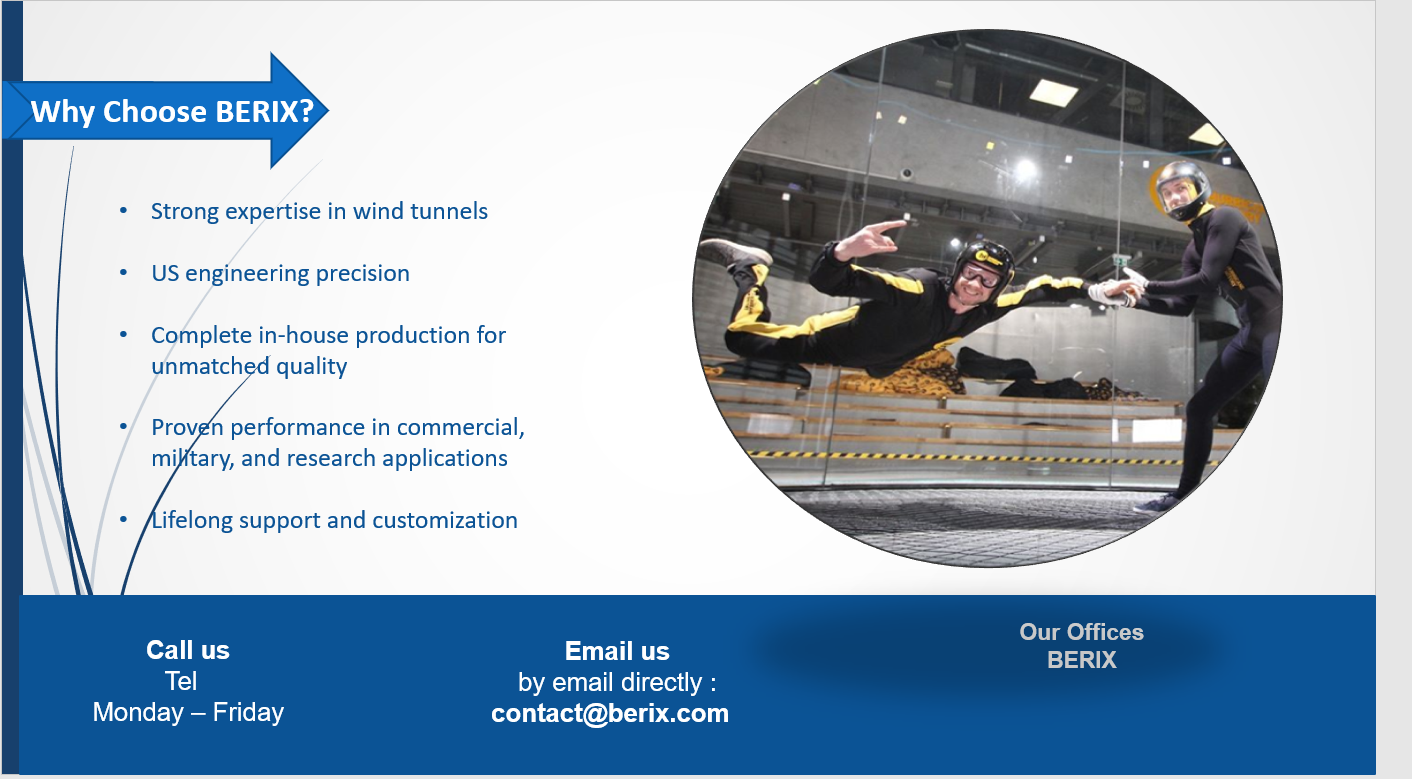 Why Choose BERIX?
• Strong expertise in wind tunnels
• US engineering precision
• Complete in-house production for
unmatched quality
• Proven performance in commercial,
military, and research applications
• Lifelong support and customization
Call us
Tel
Monday – Friday
Email us
by email directly :
contact@berix.com
Our Offices
BERIX